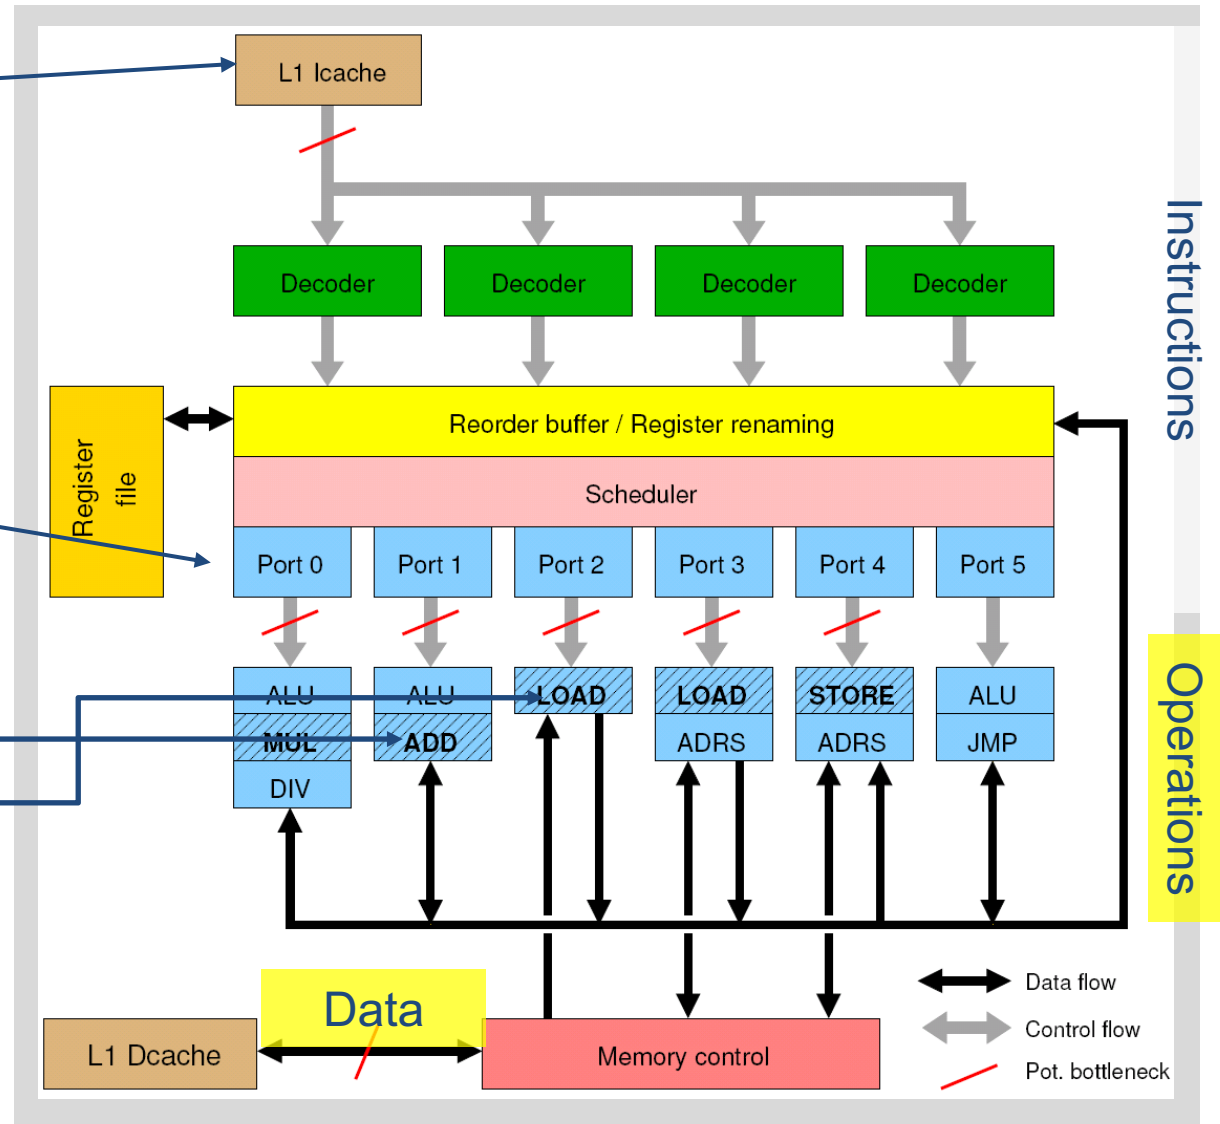 L1 Icache
Instructions
Decoder
Decoder
Decoder
Decoder
Register
file
Reorder buffer / Register renaming
Scheduler
Port 0
Port 1
Port 2
Port 3
Port 4
Port 5
Operations
ALU
ALU
LOAD
LOAD
STORE
ALU
MUL
ADD
ADRS
ADRS
JMP
DIV
Data
L1 Dcache
Memory control
Data flow
Control flow
Pot. bottleneck